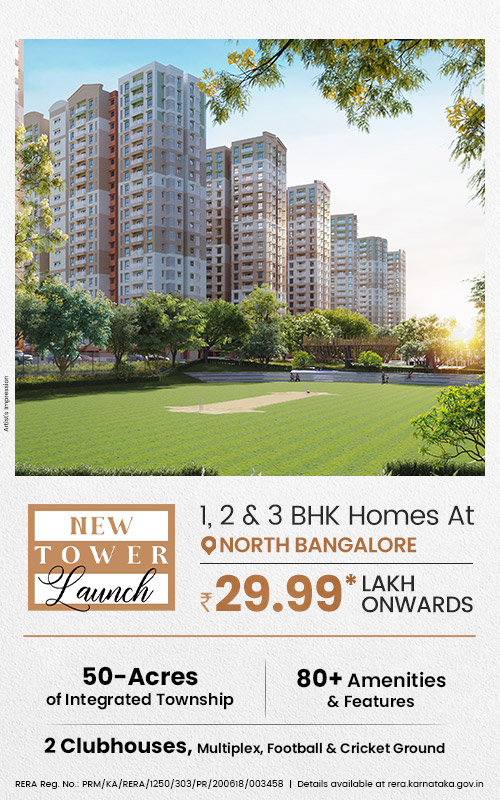 Artist's Impression
NEW
TOWER
Launch
1, 2 & 3 BHK Homes At
NORTH BANGALORE
₹29.99* LAKH
ONWARDS
50-Acres
of Integrated Township
80+ Amenities
& Features
2 Clubhouses, Multiplex, Football & Cricket Ground
RERA Reg. No.: PRM/KA/RERA/1250/303/PR/200618/003458 | Details available at rera.karnataka.gov.in